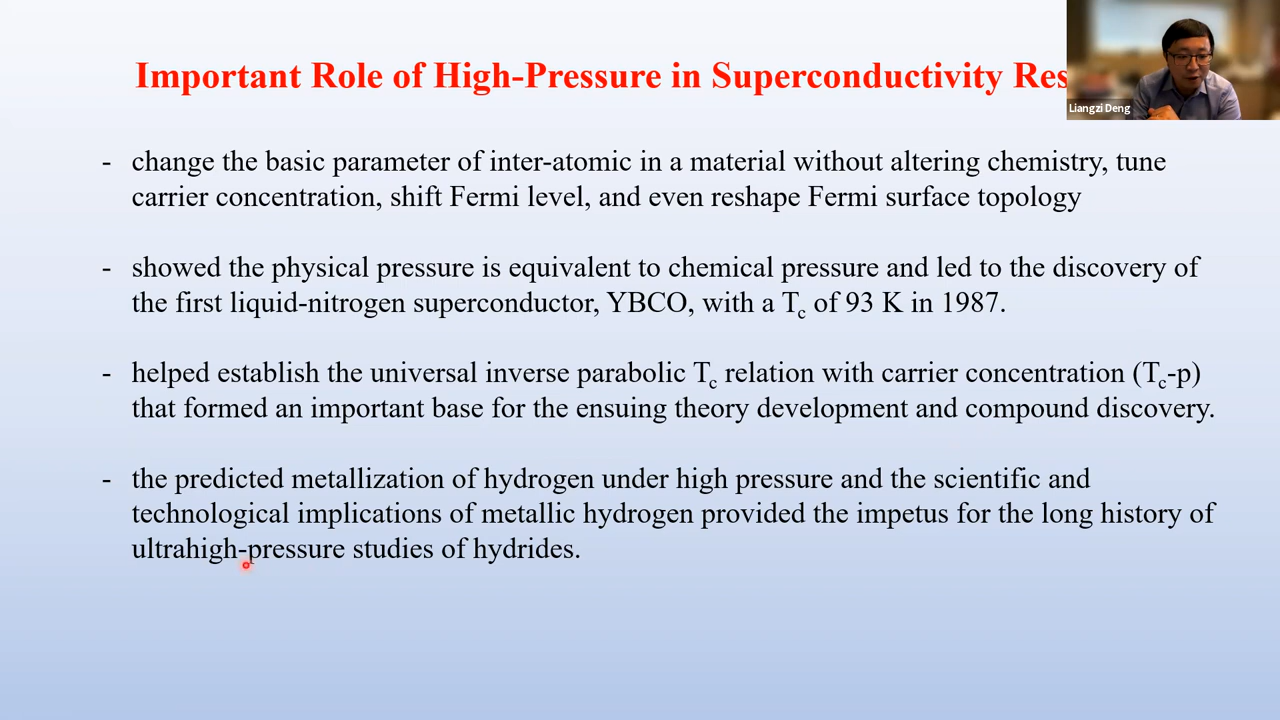 Important Role of High-Pressure in Superconductivity Res
Liangzi Deng
- change the basic parameter of inter-atomic in a material without altering chemistry, tune
carrier concentration, shift Fermi level, and even reshape Fermi surface topology
- showed the physical pressure is equivalent to chemical pressure and led to the discovery of
the first liquid-nitrogen superconductor, YBCO, with a Tc of 93 K in 1987.
- helped establish the universal inverse parabolic Tc relation with carrier concentration (Tc-p)
that formed an important base for the ensuing theory development and compound discovery.
- the predicted metallization of hydrogen under high pressure and the scientific and
technological implications of metallic hydrogen provided the impetus for the long history of
ultrahigh-pressure studies of hydrides.